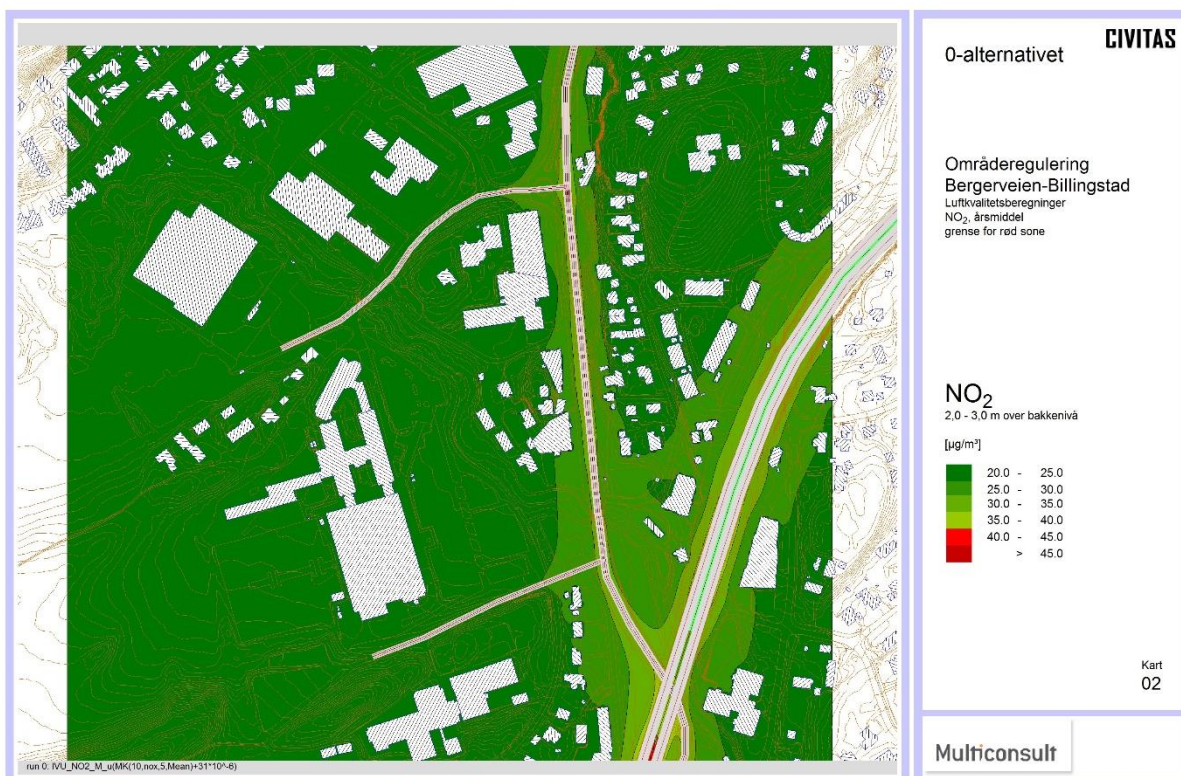 CIVITAS
0-alternativet
Områderegulering
Bergerveien-Billingstad
Luftkvalitetsberegninger
NO2, årsmiddel
grense for rød sone
NO2
2,0 - 3,0 m over bakkenivå
[µg/m³]
20.0 - 25.0
25.0 - 30.0
30.0 - 35.0
35.0 - 40.0
40.0 - 45.0
> 45.0
Kart
02
Multiconsult
run 0: IVU_NO2_M_u(MK(10,nox,5,Mean)+31*10^-6)